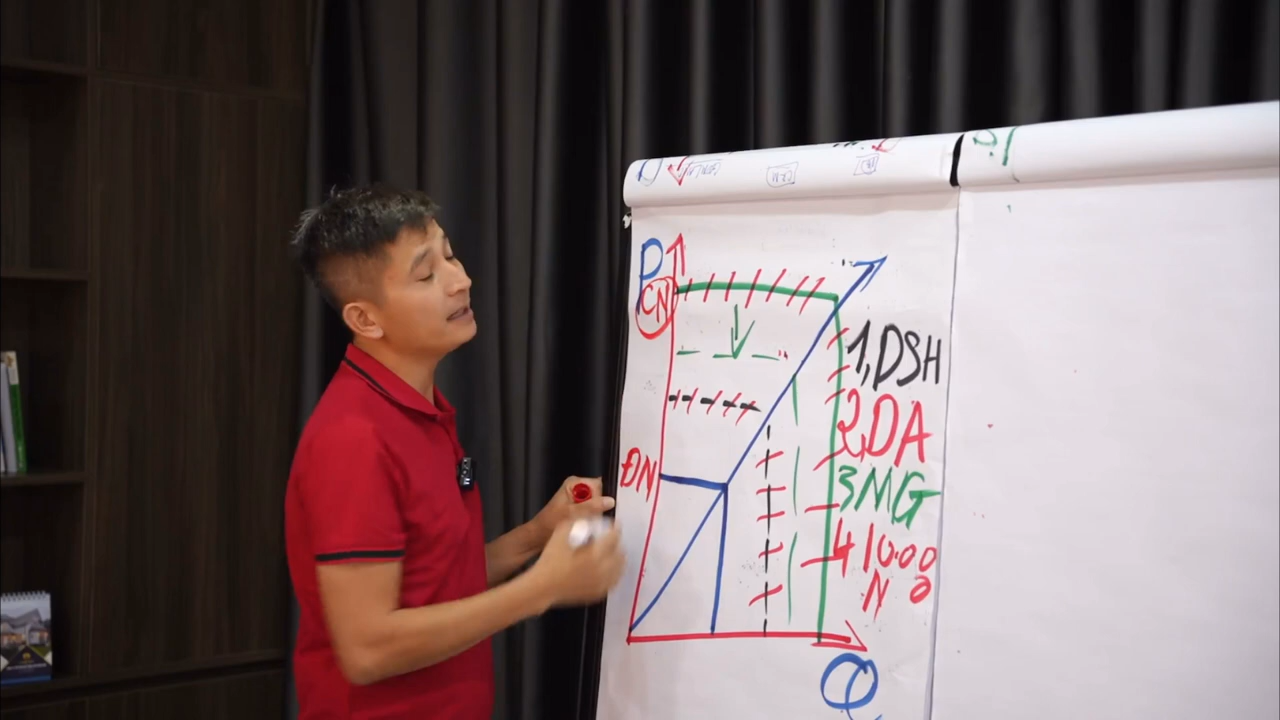 P
CN
ĐN
1, DSH
2, DA
3 MG
4 10.000
N
Q